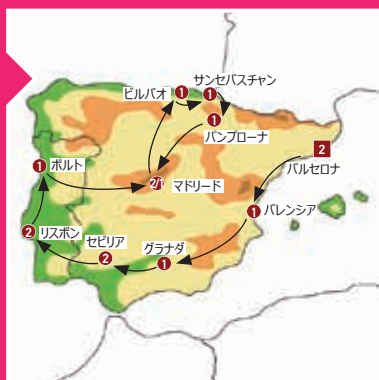 サンセバスチャン
1
ビルバオ
1
1
パンプローナ
2
バルセロナ
1
ポルト
2/1
マドリード
1
バレンシア
2
リスボン
セビリア
2
グラナダ
1